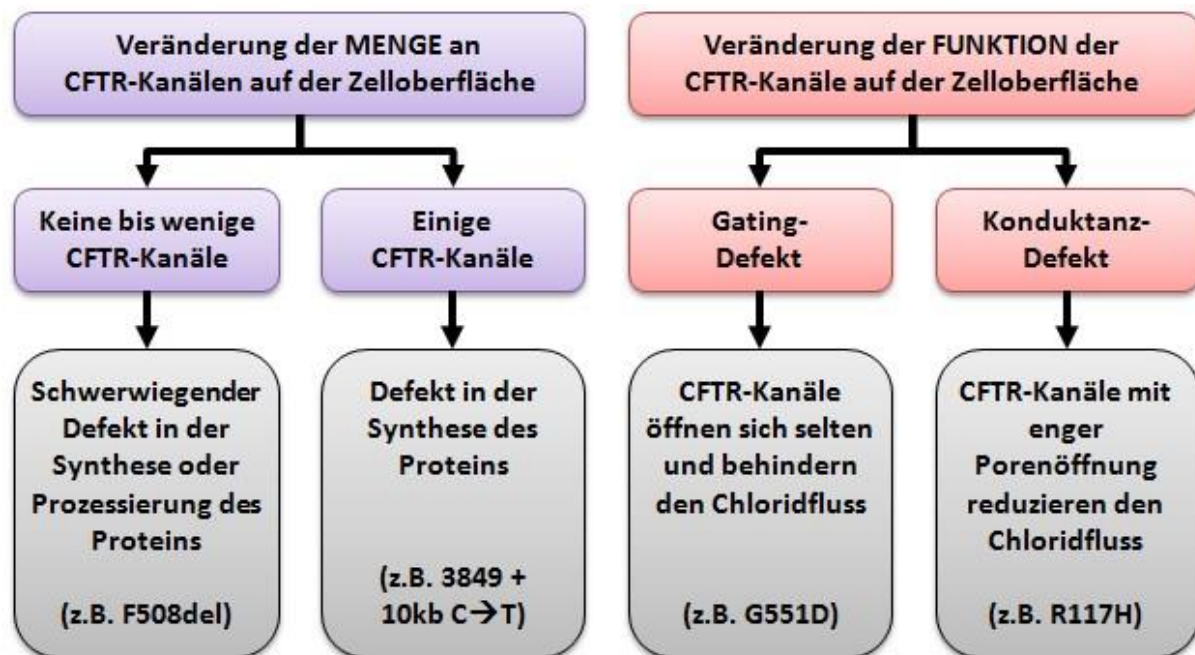 Veränderung der MENGE an
CFTR-Kanälen auf der Zelloberfläche
Veränderung der FUNKTION der
CFTR-Kanäle auf der Zelloberfläche
Keine bis wenige
CFTR-Kanäle
Einige
CFTR-Kanäle
Gating-
Defekt
Konduktanz-
Defekt
Schwerwiegender
Defekt in der
Synthese oder
Prozessierung des
Proteins
(z.B. F508del)
Defekt in der
Synthese des
Proteins
(z.B. 3849 +
10kb C→T)
CFTR-Kanäle
öffnen sich selten
und behindern
den Chloridfluss
(z.B. G551D)
CFTR-Kanäle mit
enger
Porenöffnung
reduzieren den
Chloridfluss
(z.B. R117H)